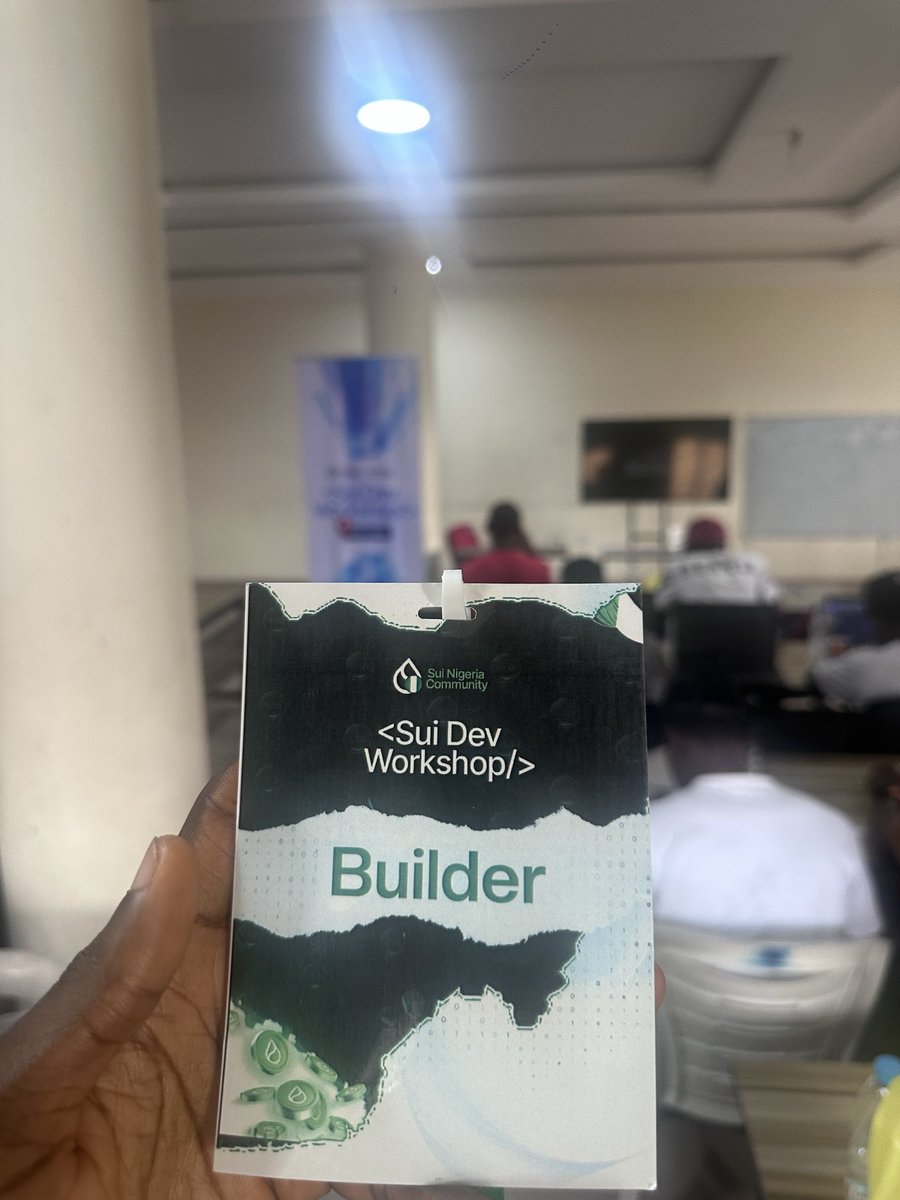 Sui Nigeria
Community
<Sui Dev
Workshop/>
Builder